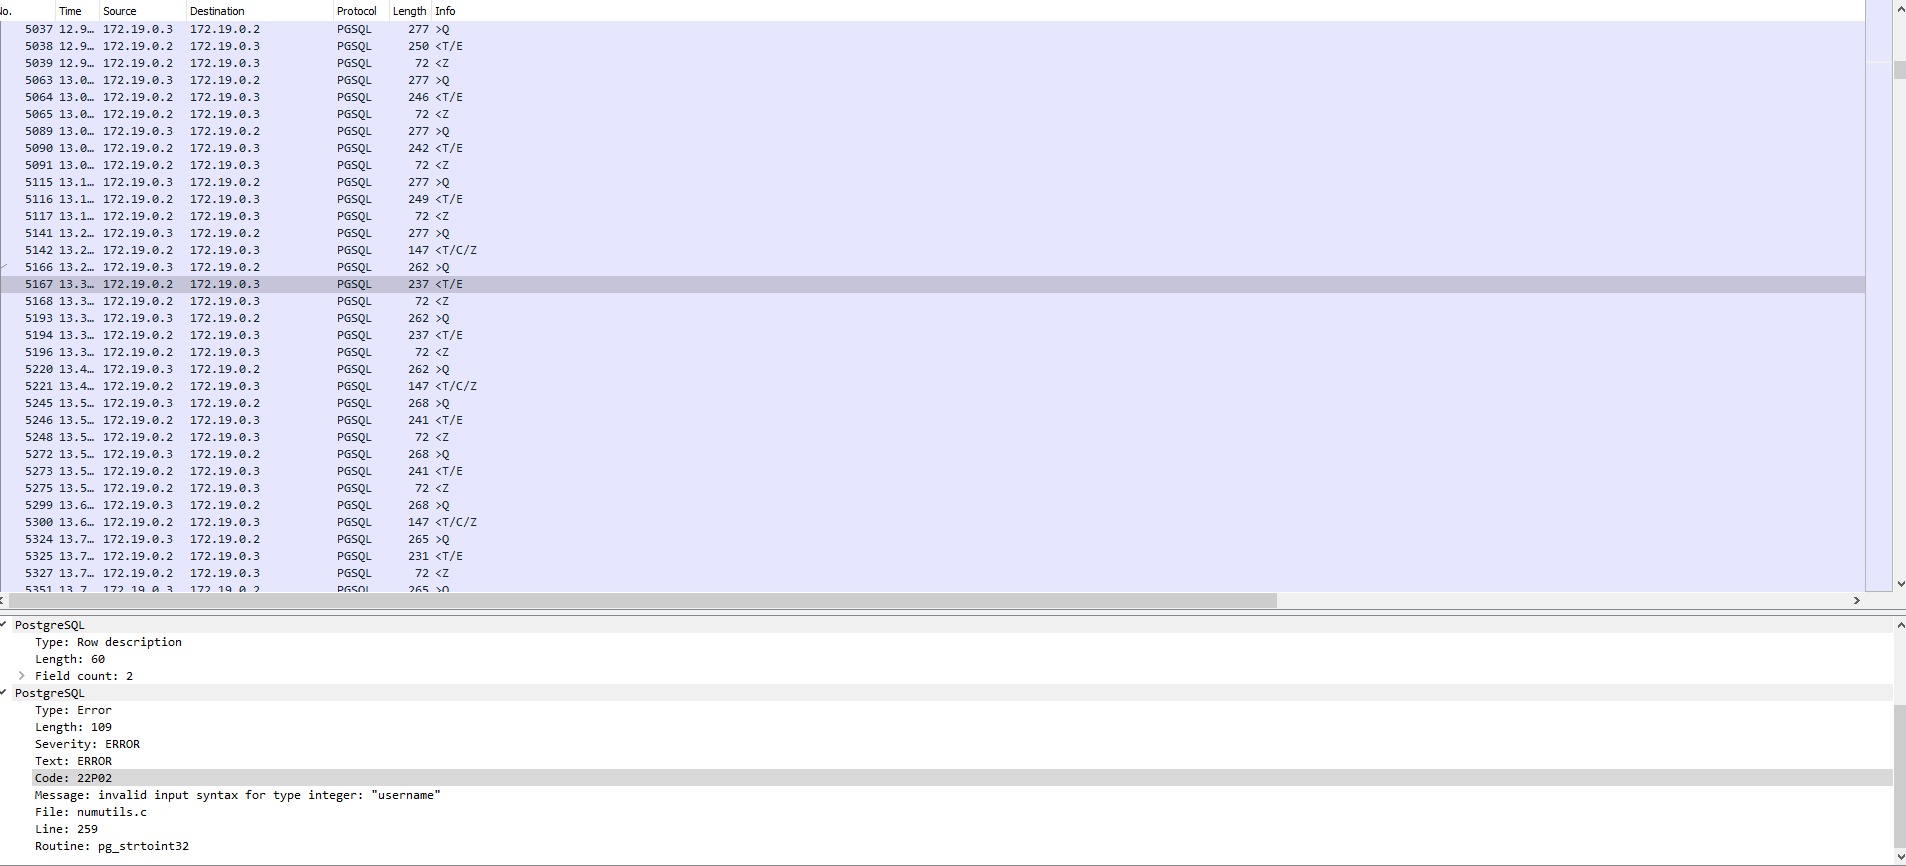 No. Time Source Destination Protocol Length Info
5037 12.9… 172.19.0.3 172.19.0.2 PGSQL 277 >Q
5038 12.9… 172.19.0.2 172.19.0.3 PGSQL 250 <T/E
5039 12.9… 172.19.0.2 172.19.0.3 PGSQL 72 <Z
5063 13.0… 172.19.0.3 172.19.0.2 PGSQL 277 >Q
5064 13.0… 172.19.0.2 172.19.0.3 PGSQL 246 <T/E
5065 13.0… 172.19.0.2 172.19.0.3 PGSQL 72 <Z
5089 13.0… 172.19.0.3 172.19.0.2 PGSQL 277 >Q
5090 13.0… 172.19.0.2 172.19.0.3 PGSQL 242 <T/E
5091 13.0… 172.19.0.2 172.19.0.3 PGSQL 72 <Z
5115 13.1… 172.19.0.3 172.19.0.2 PGSQL 277 >Q
5116 13.1… 172.19.0.2 172.19.0.3 PGSQL 249 <T/E
5117 13.1… 172.19.0.2 172.19.0.3 PGSQL 72 <Z
5141 13.2… 172.19.0.3 172.19.0.2 PGSQL 277 >Q
5142 13.2… 172.19.0.2 172.19.0.3 PGSQL 147 <T/C/Z
5166 13.2… 172.19.0.3 172.19.0.2 PGSQL 262 >Q
5167 13.3… 172.19.0.2 172.19.0.3 PGSQL 237 <T/E
5168 13.3… 172.19.0.2 172.19.0.3 PGSQL 72 <Z
5193 13.3… 172.19.0.3 172.19.0.2 PGSQL 262 >Q
5194 13.3… 172.19.0.2 172.19.0.3 PGSQL 237 <T/E
5196 13.3… 172.19.0.2 172.19.0.3 PGSQL 72 <Z
5220 13.4… 172.19.0.3 172.19.0.2 PGSQL 262 >Q
5221 13.4… 172.19.0.2 172.19.0.3 PGSQL 147 <T/C/Z
5245 13.5… 172.19.0.3 172.19.0.2 PGSQL 268 >Q
5246 13.5… 172.19.0.2 172.19.0.3 PGSQL 241 <T/E
5248 13.5… 172.19.0.2 172.19.0.3 PGSQL 72 <Z
5272 13.5… 172.19.0.3 172.19.0.2 PGSQL 268 >Q
5273 13.5… 172.19.0.2 172.19.0.3 PGSQL 241 <T/E
5275 13.5… 172.19.0.2 172.19.0.3 PGSQL 72 <Z
5299 13.6… 172.19.0.3 172.19.0.2 PGSQL 268 >Q
5300 13.6… 172.19.0.2 172.19.0.3 PGSQL 147 <T/C/Z
5324 13.7… 172.19.0.3 172.19.0.2 PGSQL 265 >Q
5325 13.7… 172.19.0.2 172.19.0.3 PGSQL 231 <T/E
5327 13.7… 172.19.0.2 172.19.0.3 PGSQL 72 <Z
5351 13.7 172.19.0.3 172.19.0.2 PGSQL 265 >Q
PostgreSQL
Type: Row description
Length: 60
Field count: 2
PostgreSQL
Type: Error
Length: 109
Severity: ERROR
Text: ERROR
Code: 22P02
Message: invalid input syntax for type integer: "username"
File: numutils.c
Line: 259
Routine: pg_strtoint32